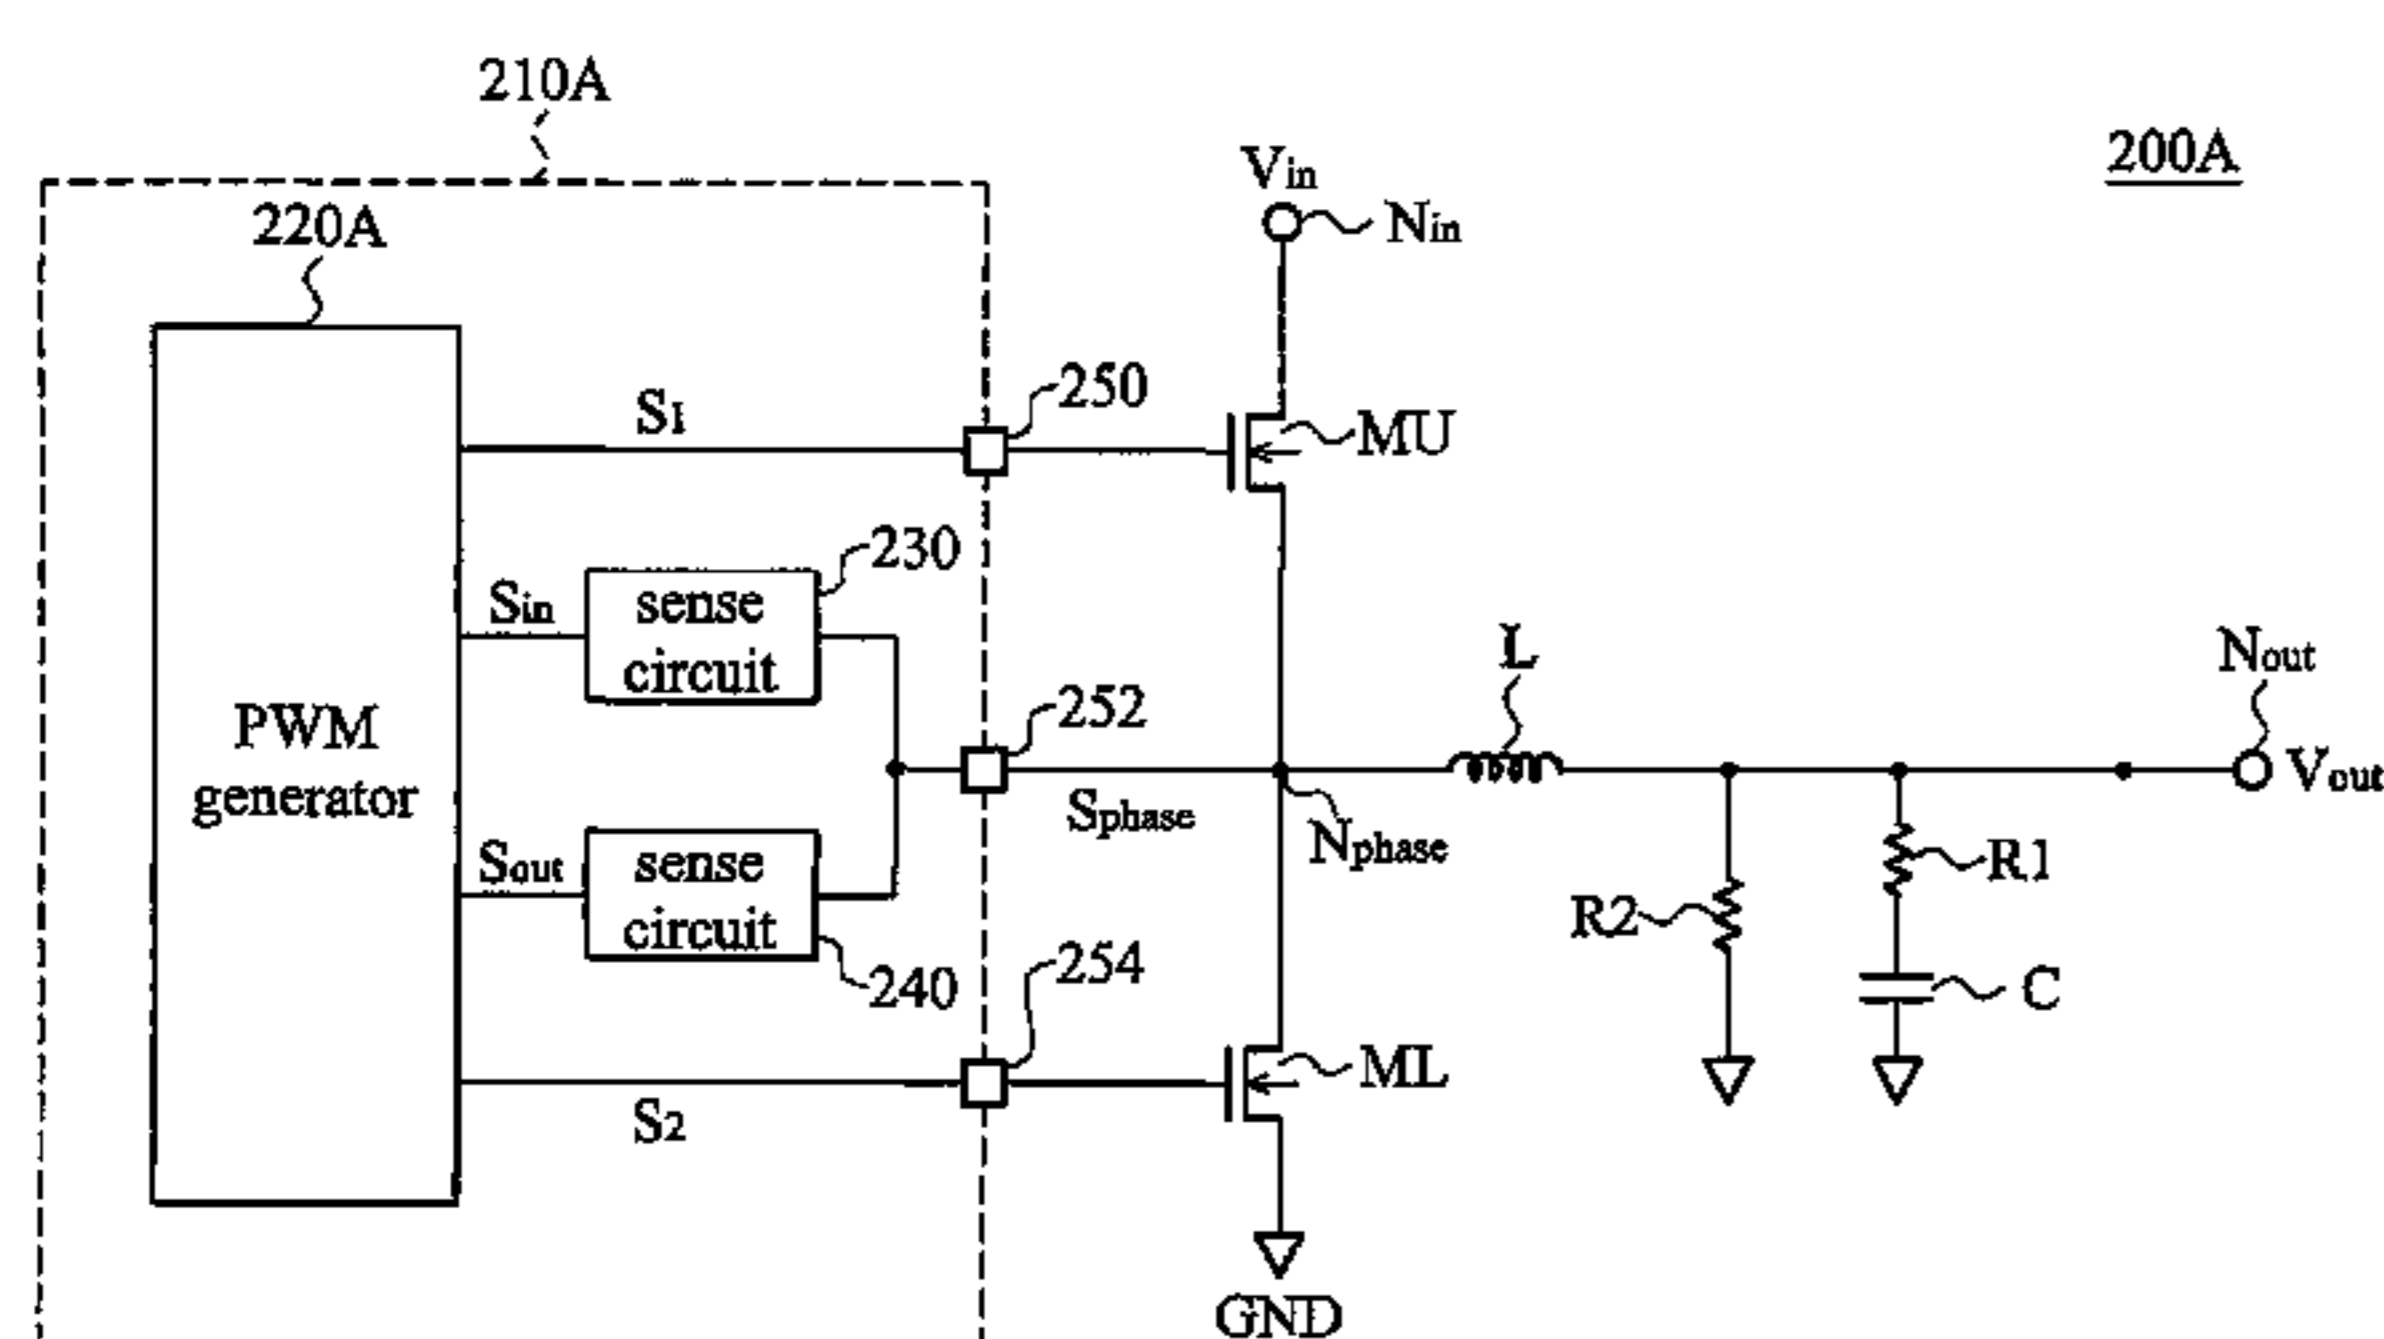 210A
200A
Vin
Nin
220A
S1
250
MU
230
Sin
sense
circuit
L
Nout
252
PWM
generator
Sphase
Nphase
Vout
Sout
sense
circuit
240
R1
R2
254
C
ML
S2
GND